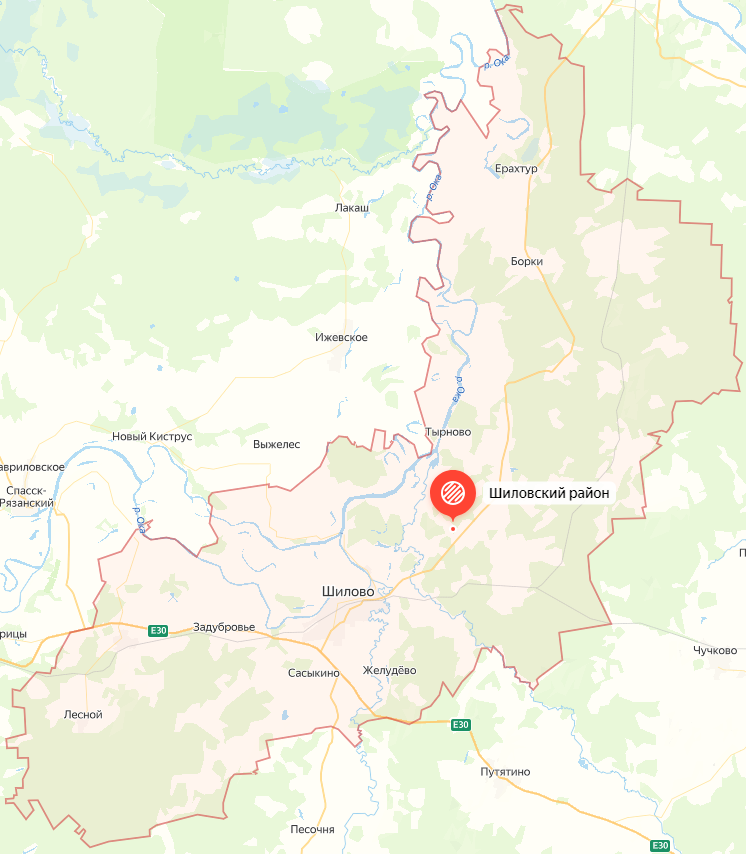 р. Ока
Ерахтур
р. Ока
Лакаш
Борки
Ижевское
р. Ока
Тырново
Новый Киструс
Выжелес
авриловское
Спасск-
Рязанский
Шиловский район
р. Ока
Шилово
Задубровье
E30
рицы
Чучково
Сасыкино
Желудёво
Лесной
E30
Путятино
Песочня
E30
П